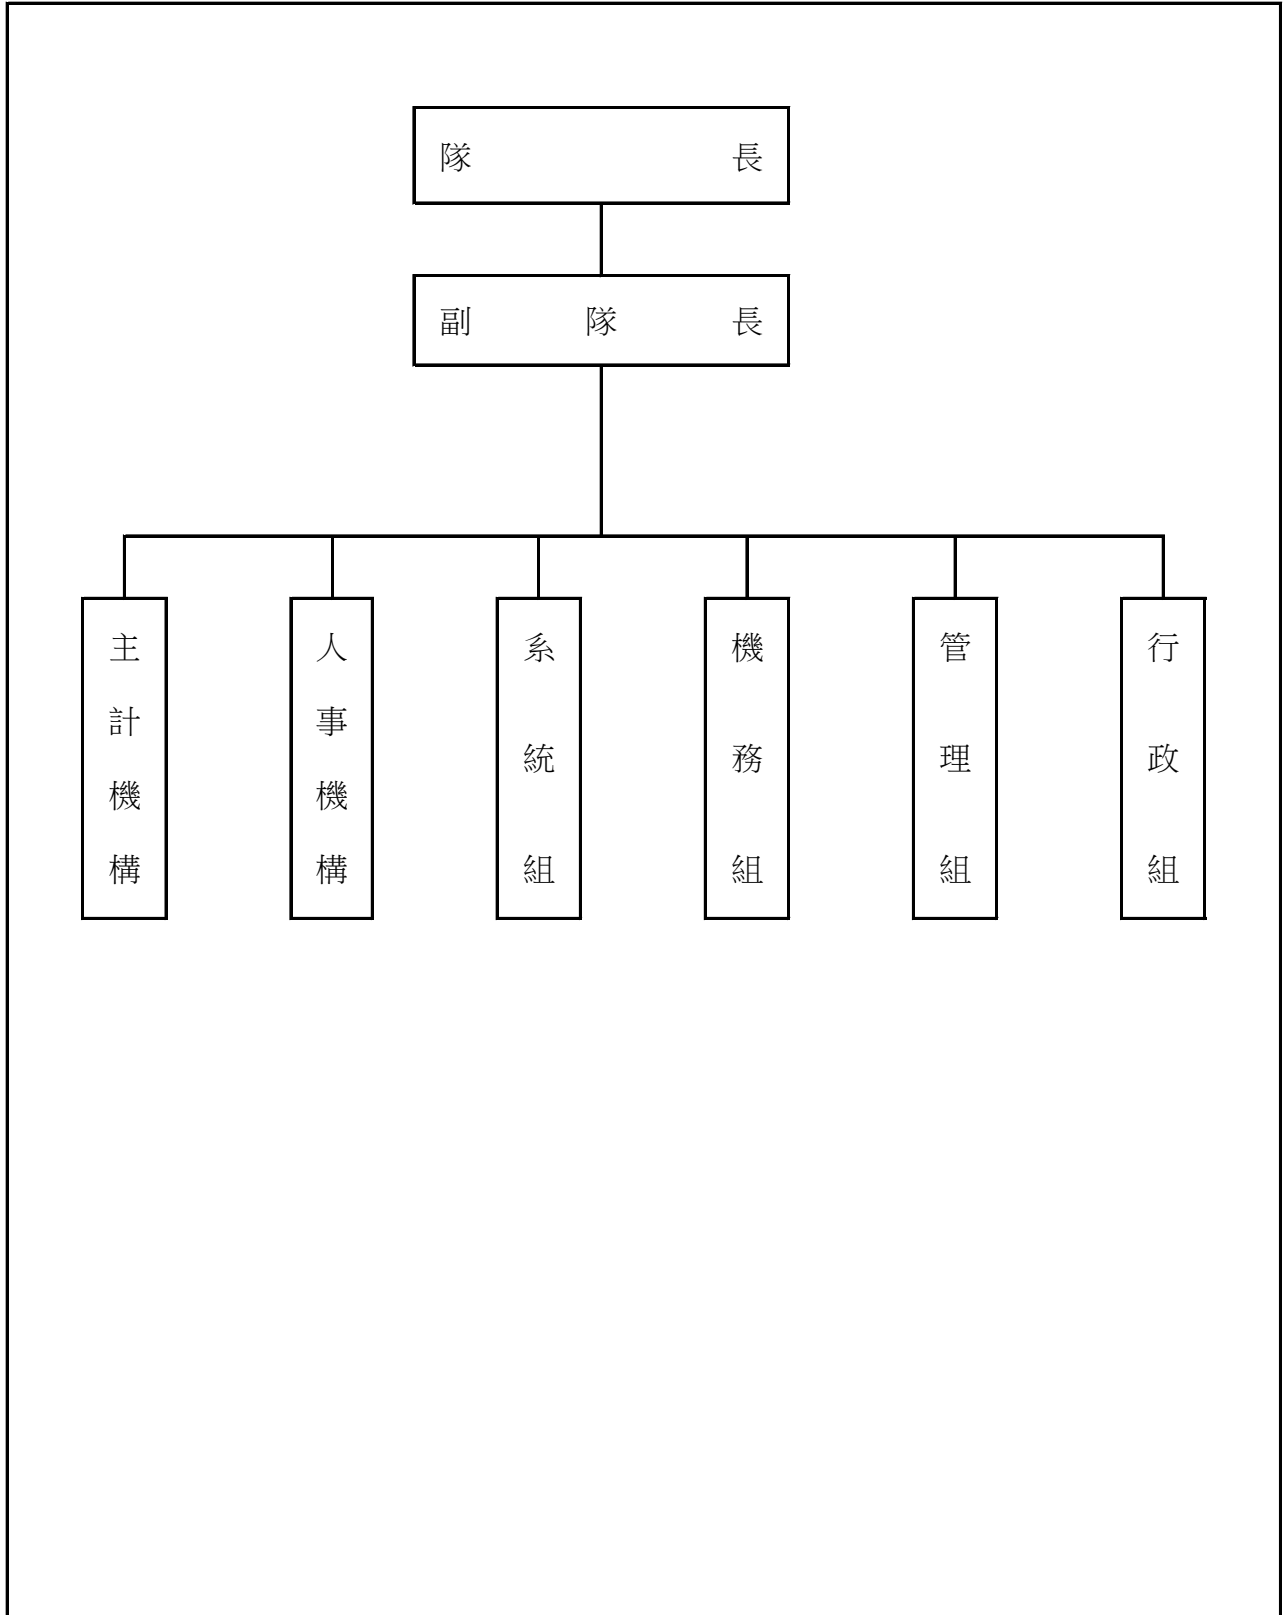 隊長
副隊長
主計機構
人事機構
系統組
機務組
管理組
行政組